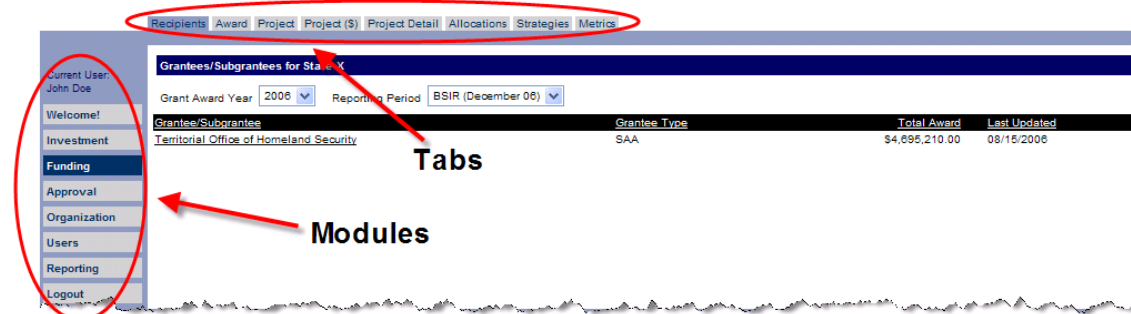 Recipients Award Project Project ($) Project Detail Allocations Strategies Metrics
Current User:
John Doe
Welcome!
Investment
Funding
Approval
Organization
Users
Reporting
Logout
Grantees/Subgrantees for State X
Grant Award Year 2006 Reporting Period BSIR (December 06)
Grantee/Subgrantee Grantee Type Total Award Last Updated
Territorial Office of Homeland Security SAA $4,695,210.00 08/15/2006
Tabs
Modules